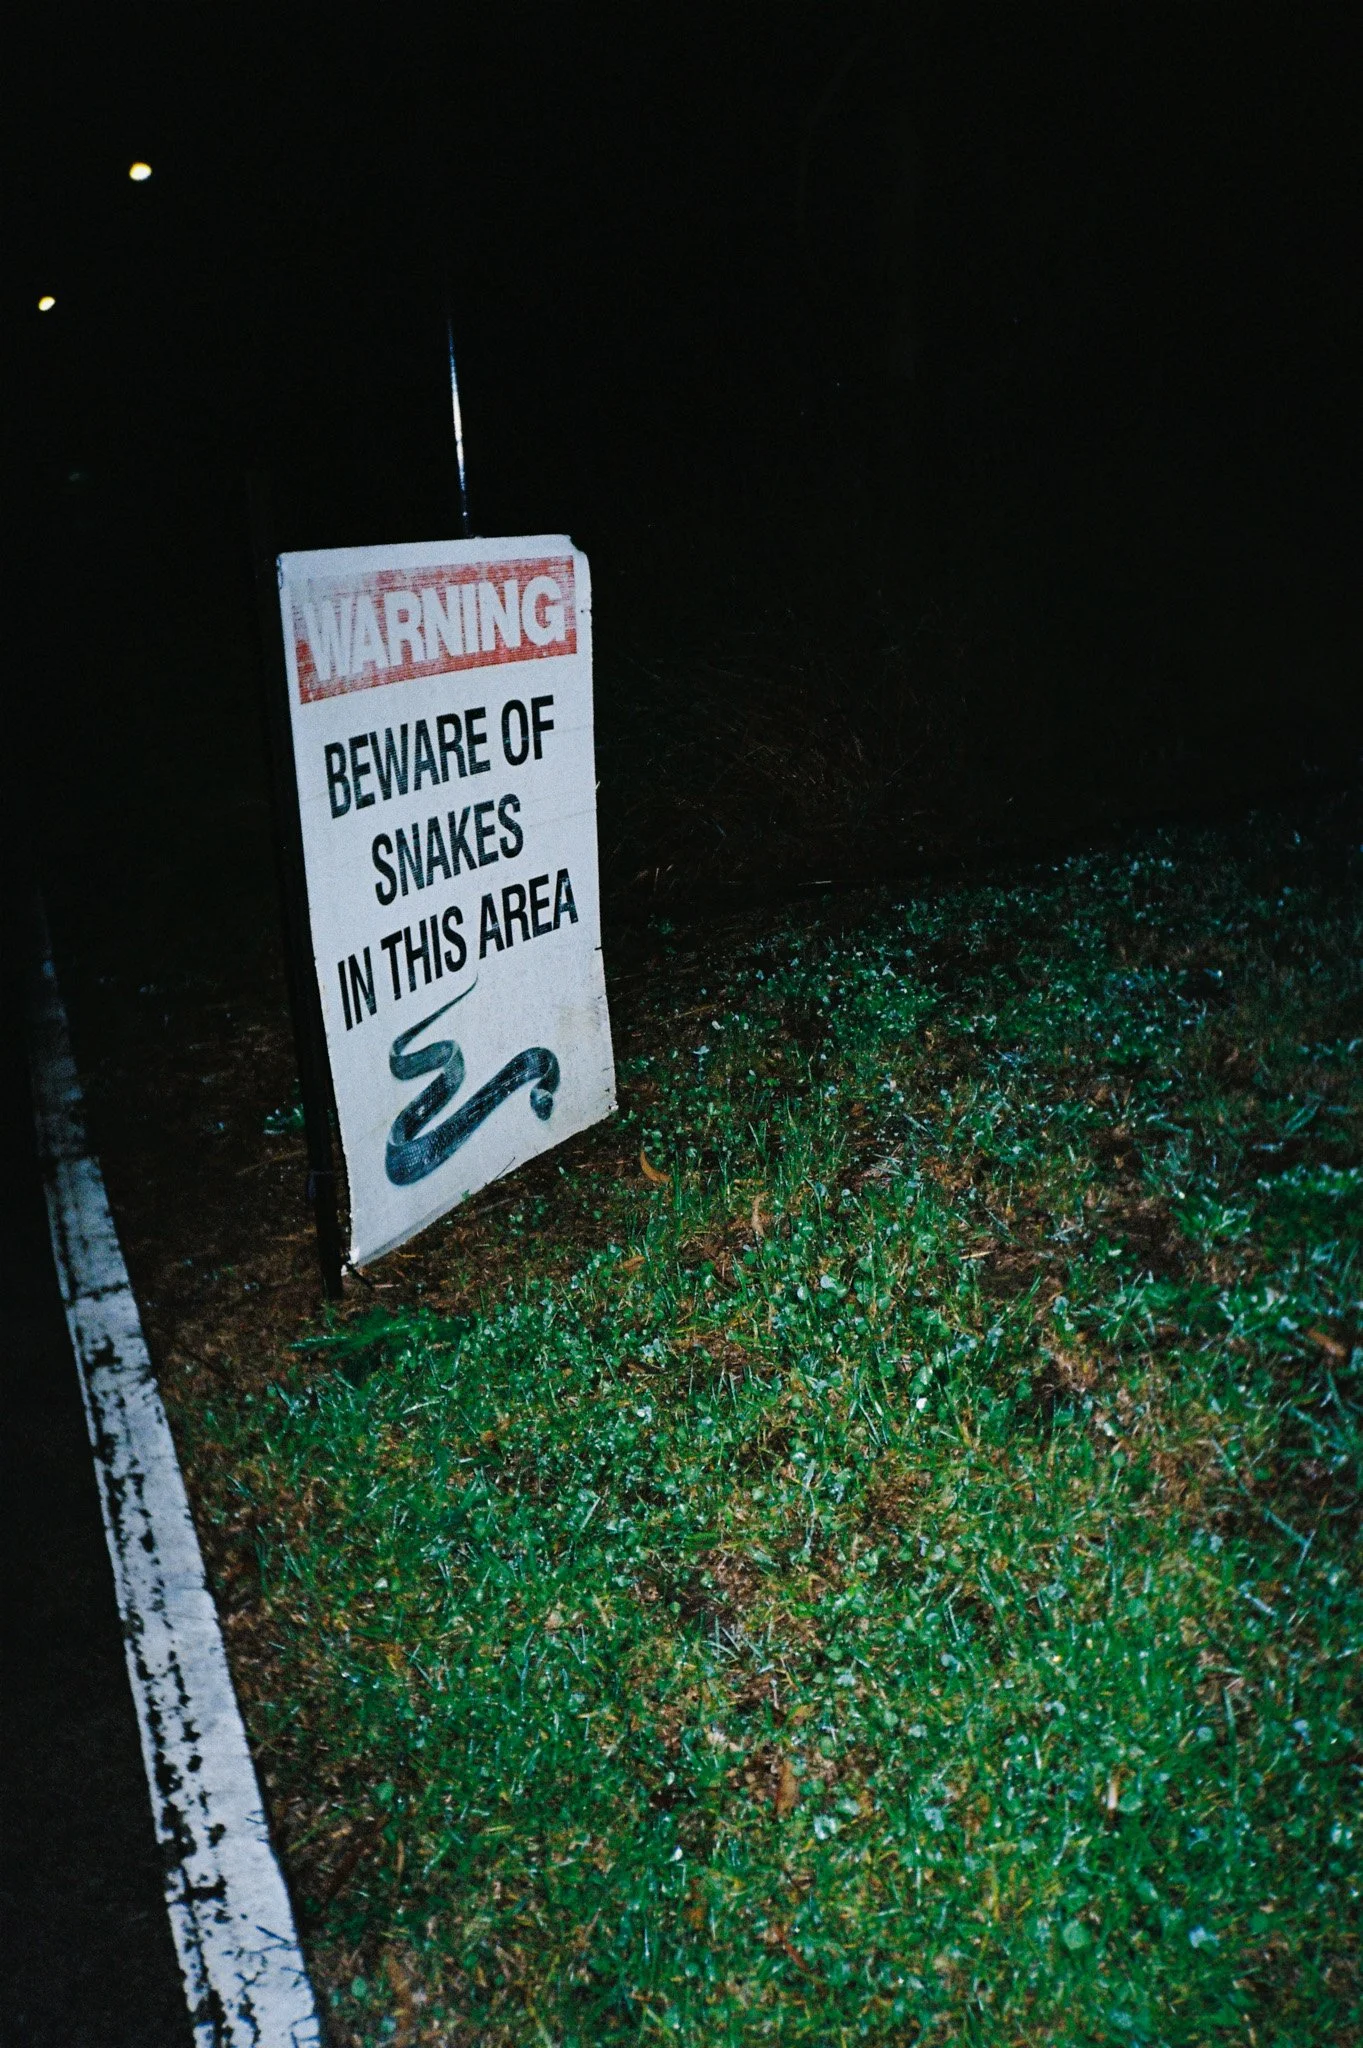 WARNING
BEWARE OF
SNAKES
IN THIS AREA